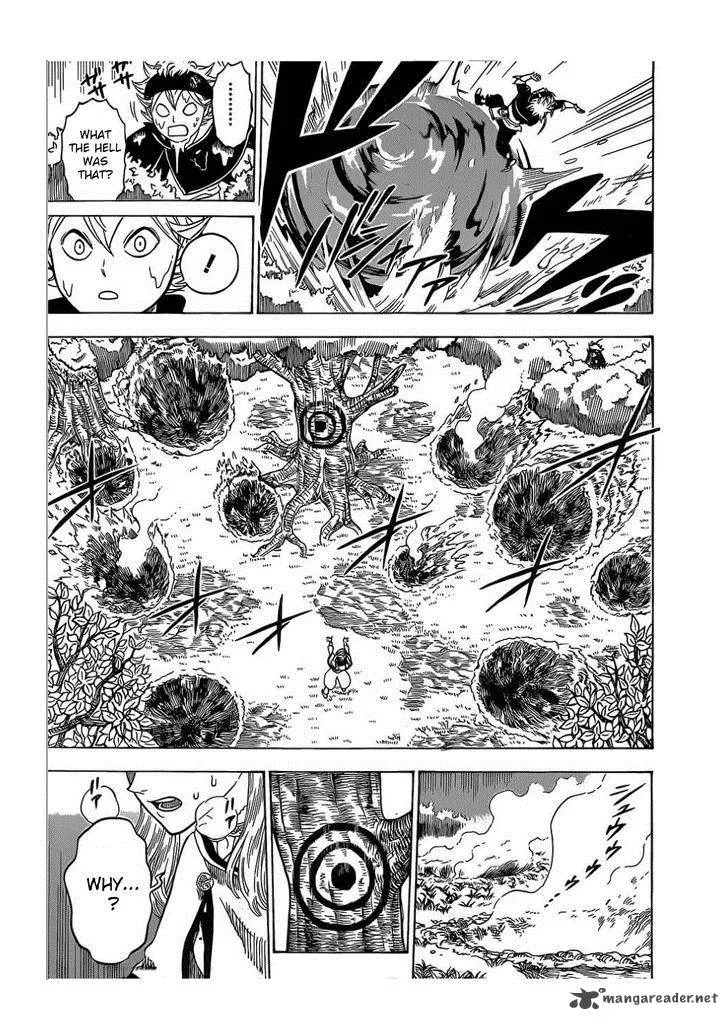 .........
WHAT
THE HELL
WAS
THAT?
!
WHY...
?
mangareader.net